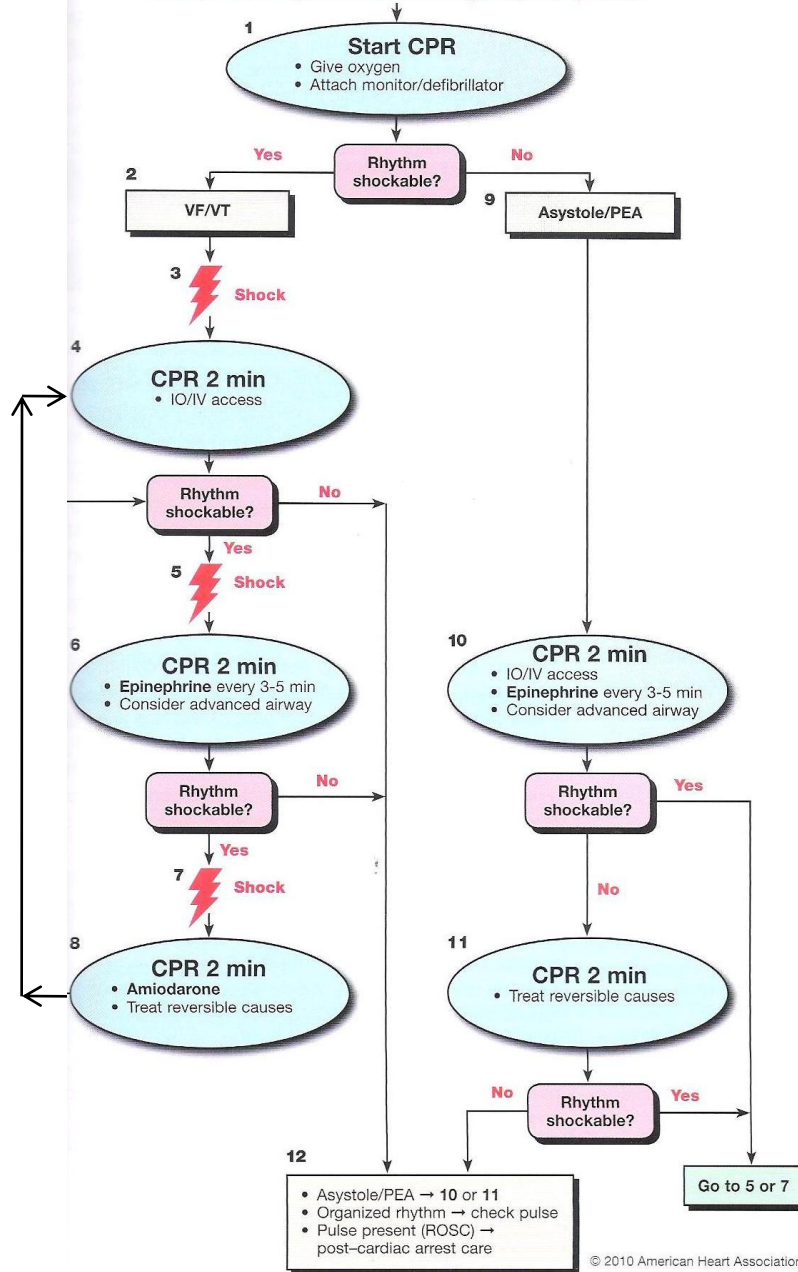 1
Start CPR
• Give oxygen
• Attach monitor/defibrillator
Rhythm
shockable?
Yes
No
2
VF/VT
9
Asystole/PEA
3
Shock
4
CPR 2 min
• IO/IV access
Rhythm
shockable?
No
Yes
5
Shock
6
CPR 2 min
• Epinephrine every 3-5 min
• Consider advanced airway
Rhythm
shockable?
No
Yes
7
Shock
8
CPR 2 min
• Amiodarone
• Treat reversible causes
10
CPR 2 min
• IO/IV access
• Epinephrine every 3-5 min
• Consider advanced airway
Rhythm
shockable?
Yes
No
11
CPR 2 min
• Treat reversible causes
Rhythm
shockable?
No
Yes
12
• Asystole/PEA → 10 or 11
• Organized rhythm → check pulse
• Pulse present (ROSC) →
post–cardiac arrest care
Go to 5 or 7
© 2010 American Heart Association